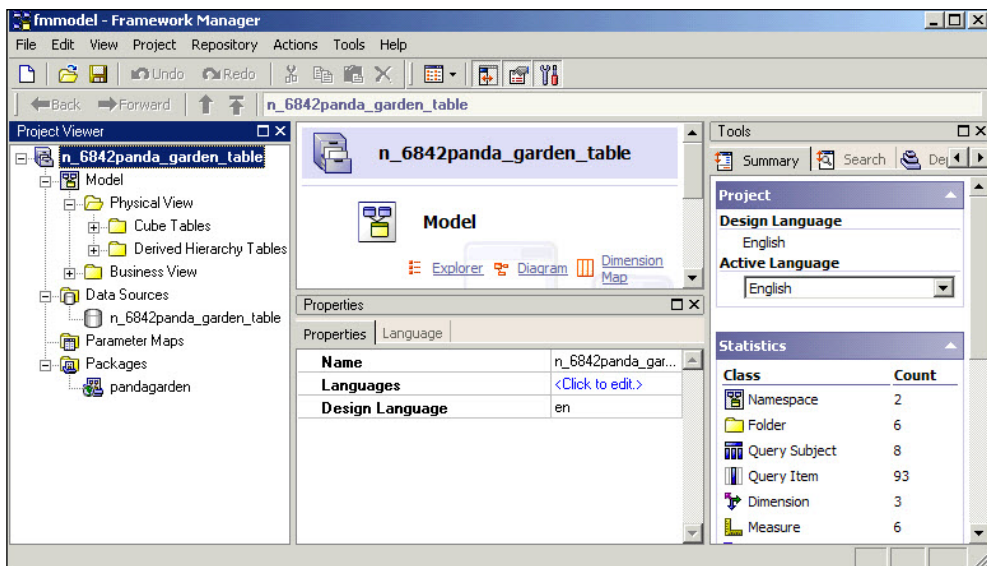 fmmodel - Framework Manager
File Edit View Project Repository Actions Tools Help
Undo Redo
Back Forward n_6842panda_garden_table
Project Viewer
n_6842panda_garden_table
Model
Physical View
Cube Tables
Derived Hierarchy Tables
Business View
Data Sources
n_6842panda_garden_table
Parameter Maps
Packages
pandagarden
n_6842panda_garden_table
Model
Explorer Diagram Dimension
Map
Properties
Properties Language
Name n_6842panda_gar...
Languages <Click to edit.>
Design Language en
Tools
Summary Search
Project
Design Language
English
Active Language
English
Statistics
Class Count
Namespace 2
Folder 6
Query Subject 8
Query Item 93
Dimension 3
Measure 6